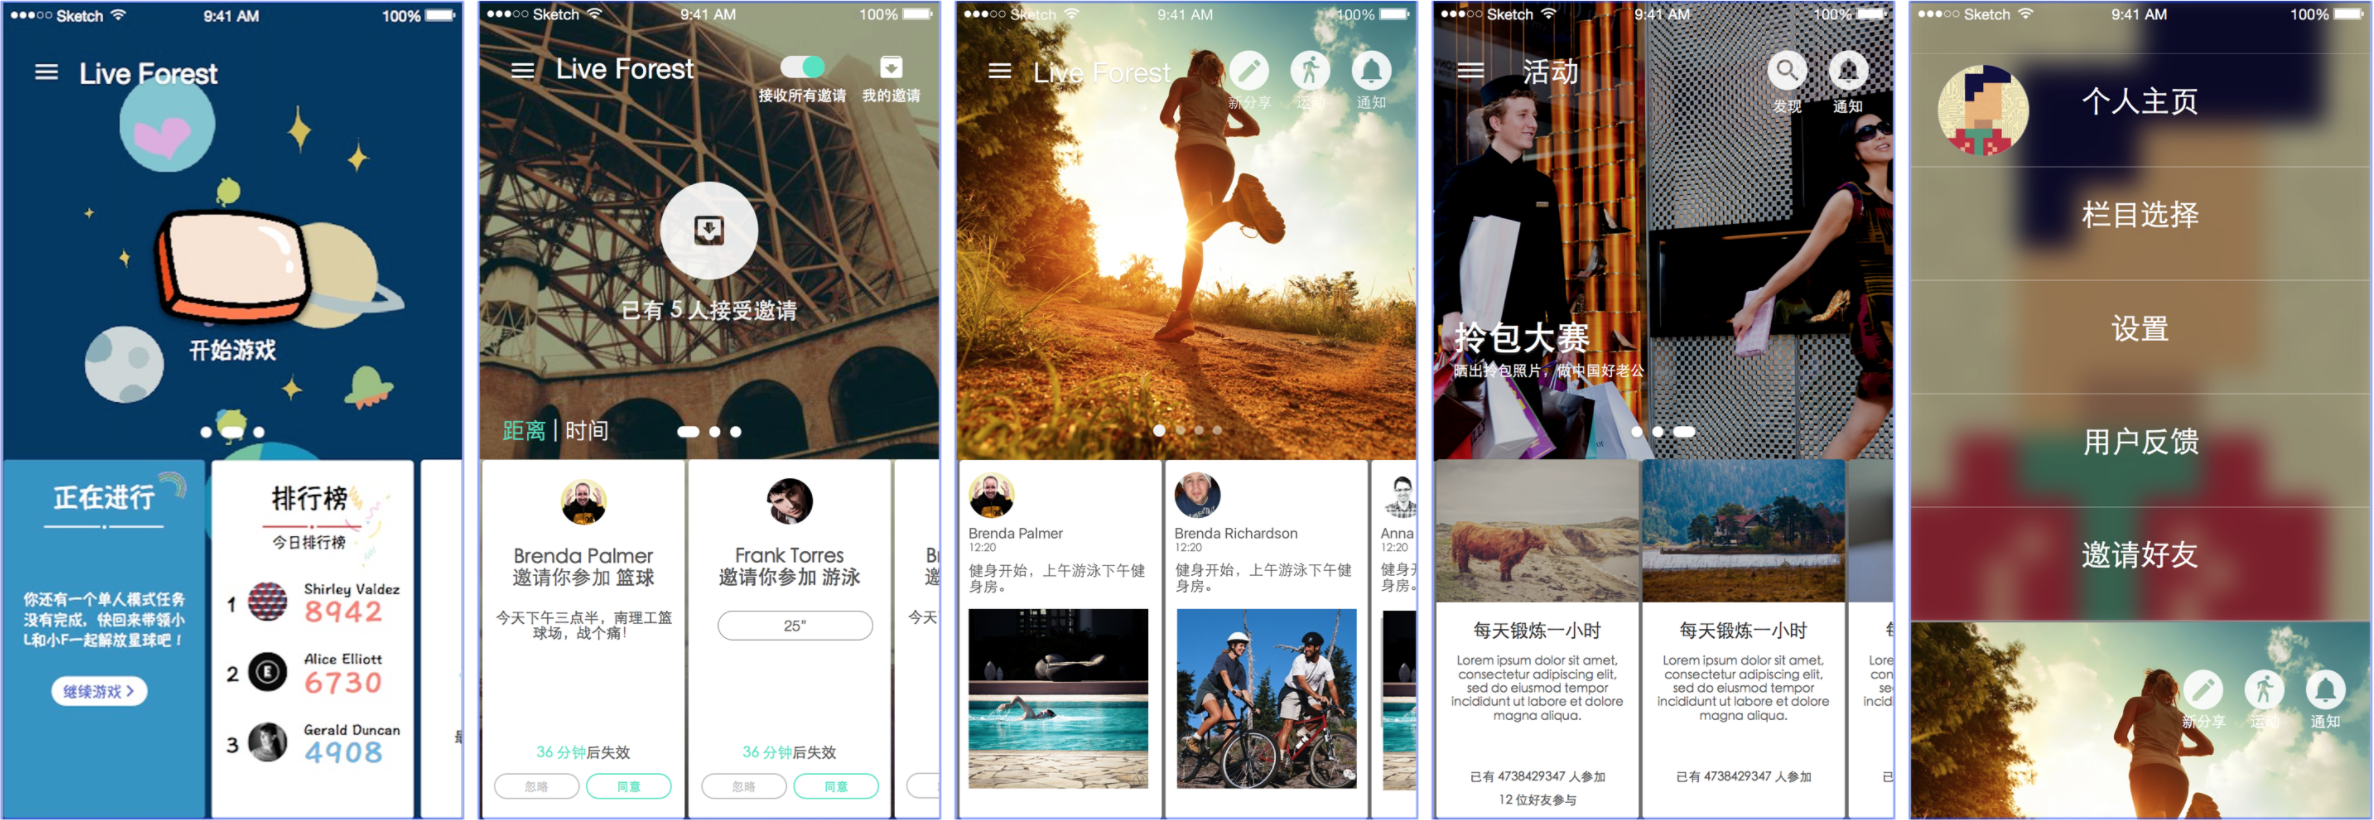 Sketch 9:41 AM 100%
Live Forest
开始游戏
正在进行
你还有一个单人模式任务
没有完成，快回来带领小
L和小F一起解放星球吧！
继续游戏
排行榜
今日排行榜
1 Shirley Valdez
8942
2 Alice Elliott
6730
3 Gerald Duncan
4908
Sketch 9:41 AM 100%
Live Forest
接收所有邀请 我的邀请
已有 5 人接受邀请
距离 | 时间
Brenda Palmer
邀请你参加 篮球
今天下午三点半，南理工篮
球场，战个痛！
36 分钟后失效
忽略 同意
Frank Torres
邀请你参加 游泳
25"
36 分钟后失效
忽略 同意
今天
Sketch 9:41 AM 100%
Live Forest
新分享 运动 通知
Brenda Palmer
12:20
健身开始，上午游泳下午健
身房。
Brenda Richardson
12:20
健身开始，上午游泳下午健
身房。
Anna
12:20
健身
身房。
Sketch 9:41 AM 100%
活动
发现 通知
拎包大赛
晒出拎包照片，做中国好老公
每天锻炼一小时
Lorem ipsum dolor sit amet,
consectetur adipiscing elit,
sed do eiusmod tempor
incididunt ut labore et dolore
magna aliqua.
已有 4738429347 人参加
12 位好友参与
每天锻炼一小时
Lorem ipsum dolor sit amet,
consectetur adipiscing elit,
sed do eiusmod tempor
incididunt ut labore et dolore
magna aliqua.
已有 4738429347 人参加
Lore
con
se
incid
Sketch 9:41 AM 100%
个人主页
栏目选择
设置
用户反馈
邀请好友
新分享 运动 通知